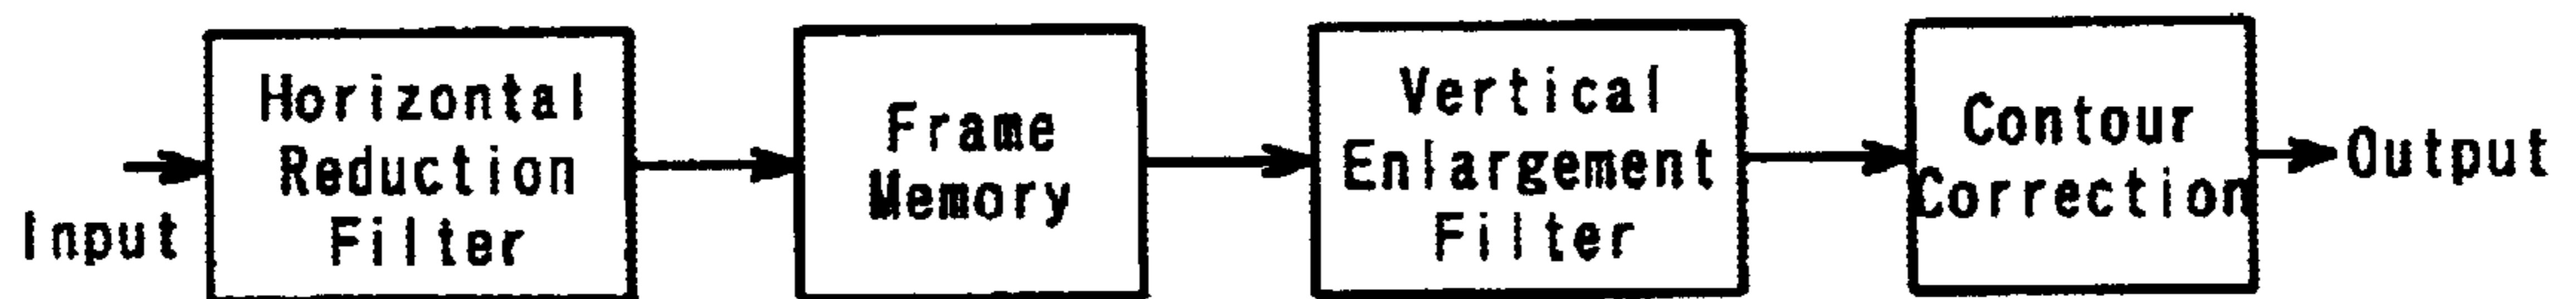 Input
Horizontal
Reduction
Filter
Frame
Memory
Vertical
Enlargement
Filter
Contour
Correction
Output